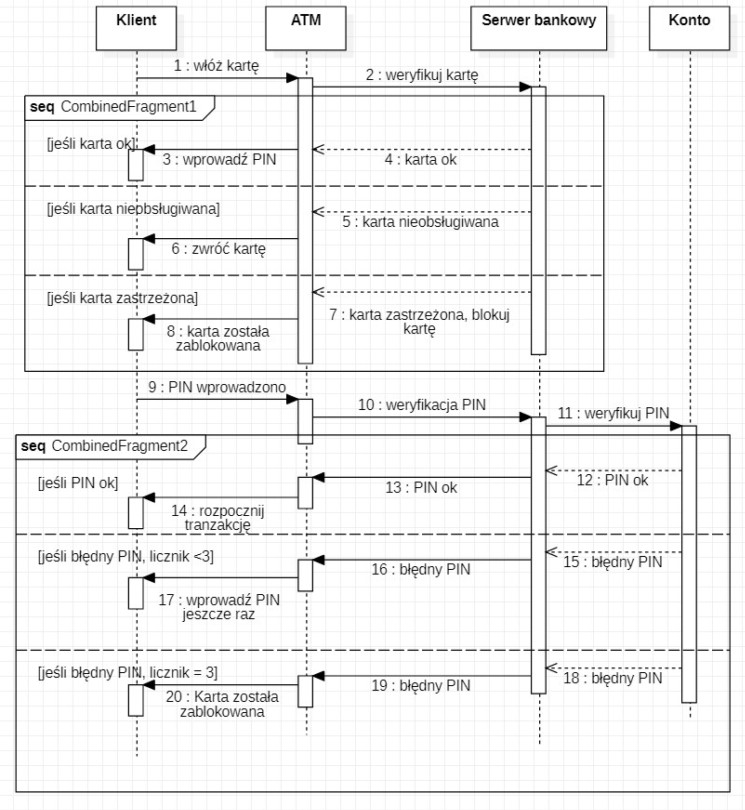 Klient
ATM
Serwer bankowy
Konto
1 : włóż kartę
2 : weryfikuj kartę
seq CombinedFragment1
[jeśli karta ok]
3 : wprowadź PIN
4 : karta ok
[jeśli karta nieobsługiwana]
5 : karta nieobsługiwana
6 : zwróć kartę
[jeśli karta zastrzeżona]
7 : karta zastrzeżona, blokuj
kartę
8 : karta została
zablokowana
9 : PIN wprowadzono
10 : weryfikacja PIN
11 : weryfikuj PIN
seq CombinedFragment2
[jeśli PIN ok]
12 : PIN ok
13 : PIN ok
14 : rozpocznij
tranzakcję
[jeśli błędny PIN, licznik <3]
15 : błędny PIN
16 : błędny PIN
17 : wprowadź PIN
jeszcze raz
[jeśli błędny PIN, licznik = 3]
18 : błędny PIN
19 : błędny PIN
20 : Karta została
zablokowana